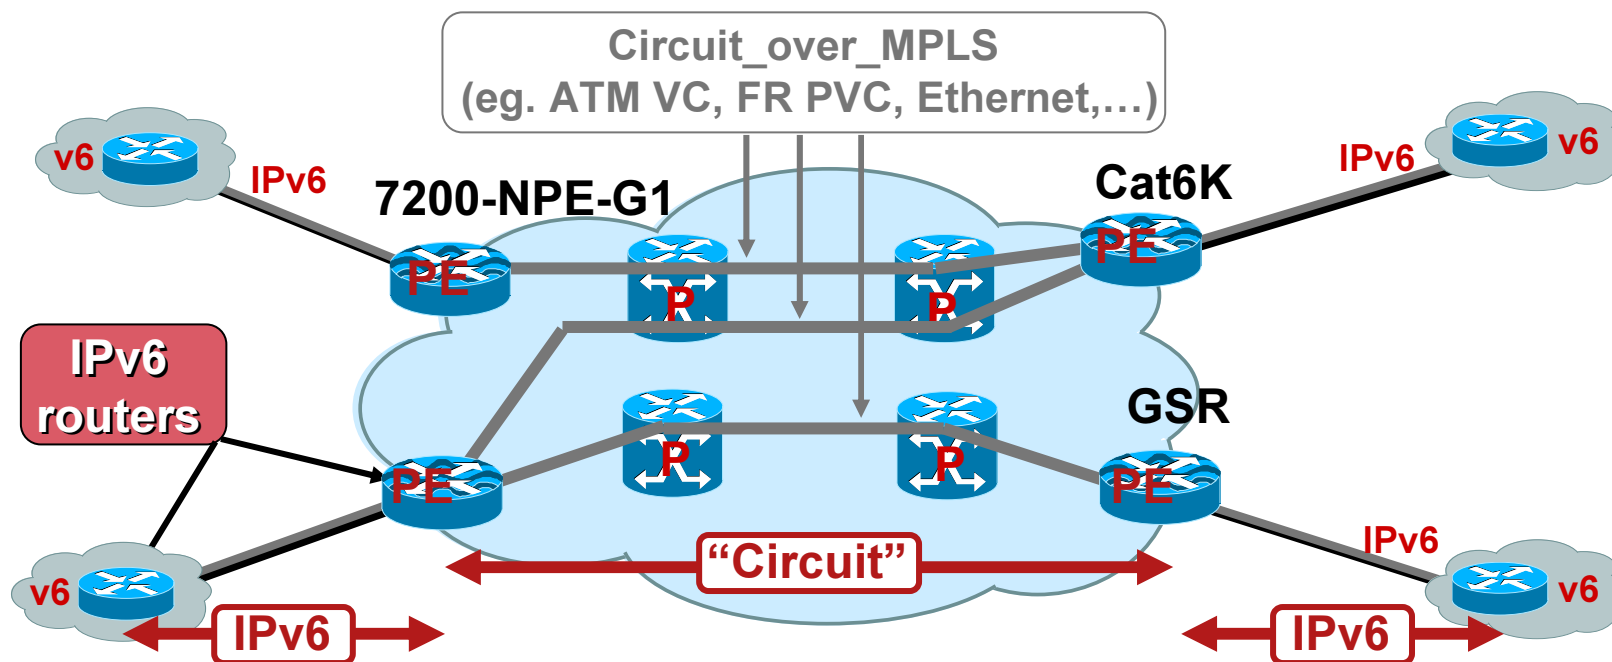 Circuit_over_MPLS
(eg. ATM VC, FR PVC, Ethernet,…)
v6
IPv6
7200-NPE-G1
Cat6K
IPv6
v6
PE
P
P
PE
IPv6
routers
GSR
PE
P
P
PE
"Circuit"
IPv6
v6
v6
IPv6
IPv6